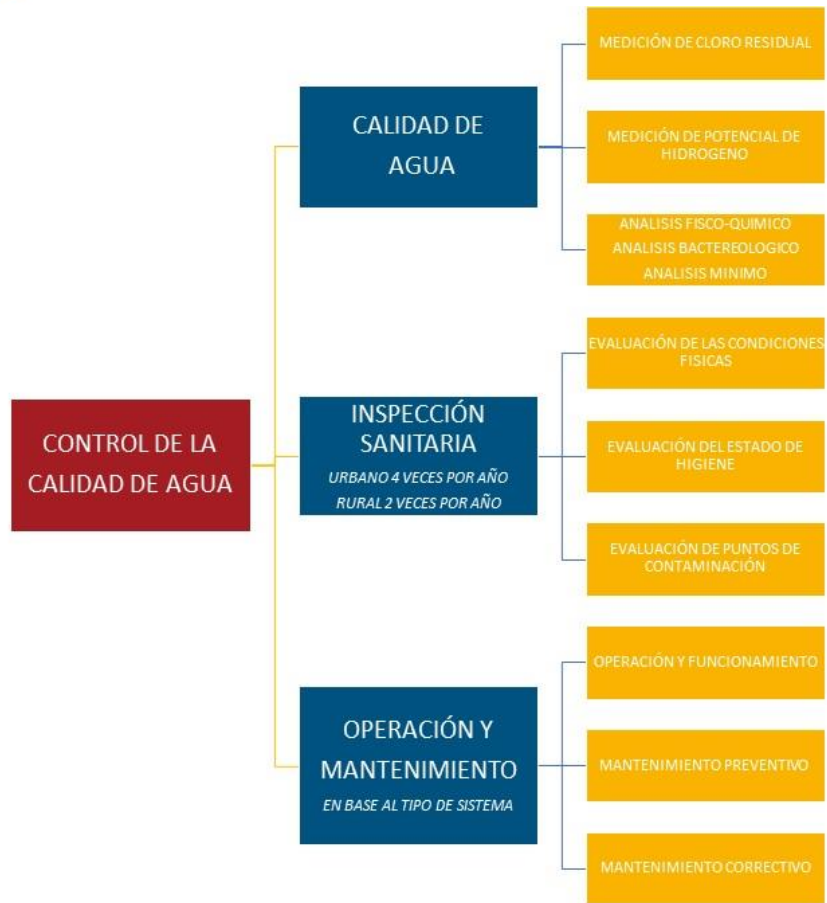 CONTROL DE LA
CALIDAD DE AGUA
CALIDAD DE
AGUA
MEDICIÓN DE CLORO RESIDUAL
MEDICIÓN DE POTENCIAL DE
HIDROGENO
ANALISIS FISCO-QUIMICO
ANALISIS BACTEREOLOGICO
ANALISIS MINIMO
INSPECCIÓN
SANITARIA
URBANO 4 VECES POR AÑO
RURAL 2 VECES POR AÑO
EVALUACIÓN DE LAS CONDICIONES
FISICAS
EVALUACIÓN DEL ESTADO DE
HIGIENE
EVALUACIÓN DE PUNTOS DE
CONTAMINACIÓN
OPERACIÓN Y
MANTENIMIENTO
EN BASE AL TIPO DE SISTEMA
OPERACIÓN Y FUNCIONAMIENTO
MANTENIMIENTO PREVENTIVO
MANTENIMIENTO CORRECTIVO